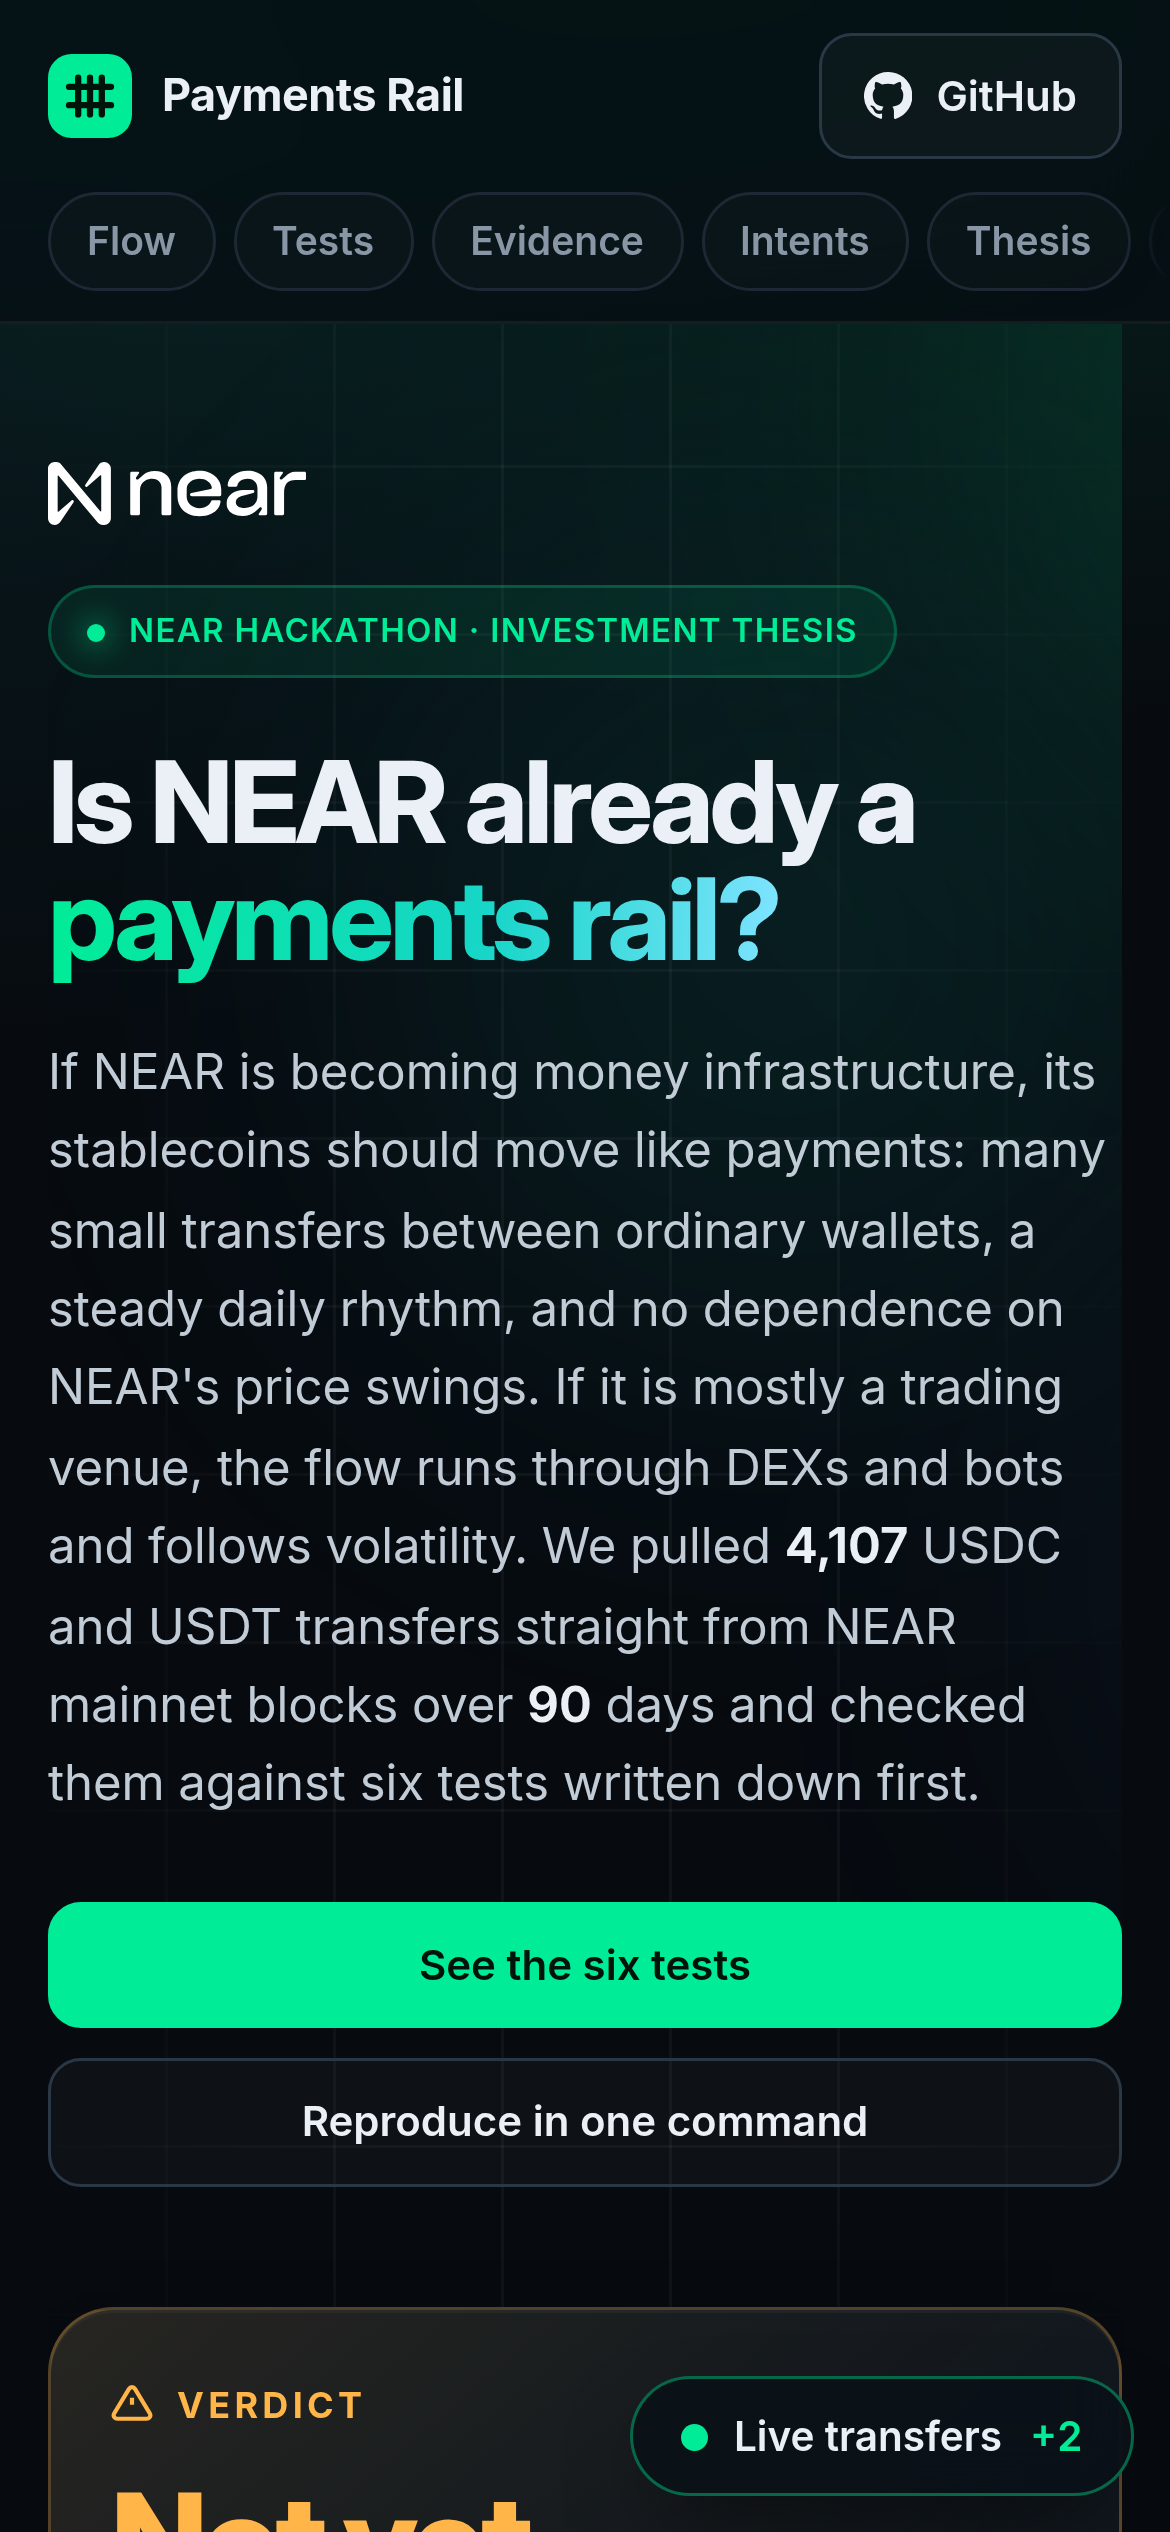 Payments Rail
GitHub
Flow
Tests
Evidence
Intents
Thesis
near
NEAR HACKATHON · INVESTMENT THESIS
Is NEAR already a
payments rail?
If NEAR is becoming money infrastructure, its
stablecoins should move like payments: many
small transfers between ordinary wallets, a
steady daily rhythm, and no dependence on
NEAR's price swings. If it is mostly a trading
venue, the flow runs through DEXs and bots
and follows volatility. We pulled 4,107 USDC
and USDT transfers straight from NEAR
mainnet blocks over 90 days and checked
them against six tests written down first.
See the six tests
Reproduce in one command
VERDICT
Live transfers +2
Not yet